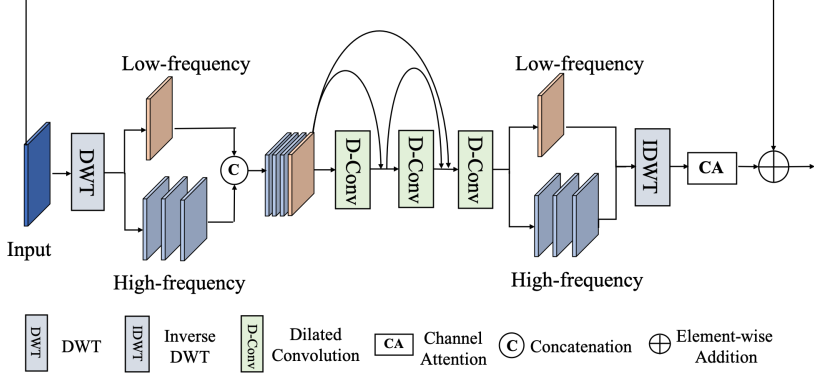 Low-frequency
Low-frequency
DWT
C
D-Conv
D-Conv
D-Conv
IDWT
CA
Input
High-frequency
High-frequency
DWT
DWT
IDWT
Inverse
DWT
D-Conv
Dilated
Convolution
CA
Channel
Attention
C
Concatenation
Element-wise
Addition